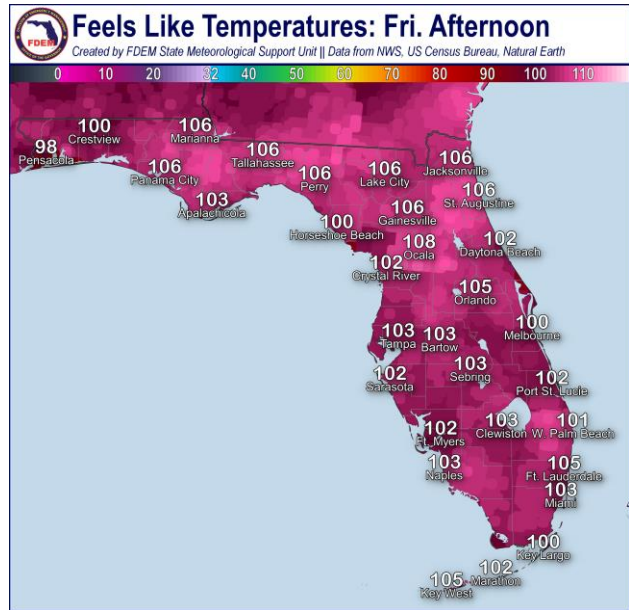 Feels Like Temperatures: Fri. Afternoon
FDEM
Created by FDEM State Meteorological Support Unit || Data from NWS, US Census Bureau, Natural Earth
0 10 20 32 40 50 60 70 80 90 100 110
98
Pensacola
100
Crestview
106
Marianna
106
Panama City
103
Apalachicola
106
Tallahassee
106
Perry
106
Lake City
106
Jacksonville
106
St. Augustine
106
Gainesville
100
Horseshoe Beach
108
Ocala
102
Daytona Beach
102
Crystal River
105
Orlando
100
Melbourne
103
Tampa
103
Bartow
103
Sebring
102
Sarasota
102
Port St. Lucie
103
Clewiston
101
W. Palm Beach
102
Ft. Myers
103
Naples
105
Ft. Lauderdale
103
Miami
100
Key Largo
102
Marathon
105
Key West